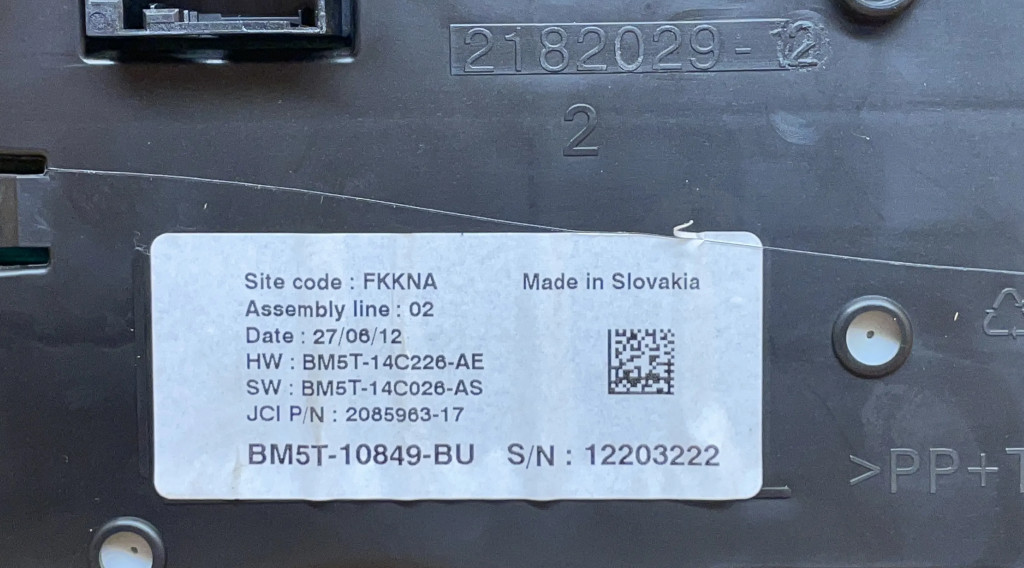 2182029-12
2
Site code : FKKNA
Made in Slovakia
Assembly line : 02
Date : 27/06/12
HW : BM5T-14C226-AE
SW : BM5T-14C026-AS
JCI P/N : 2085963-17
BM5T-10849-BU S/N : 12203222
>PP+T